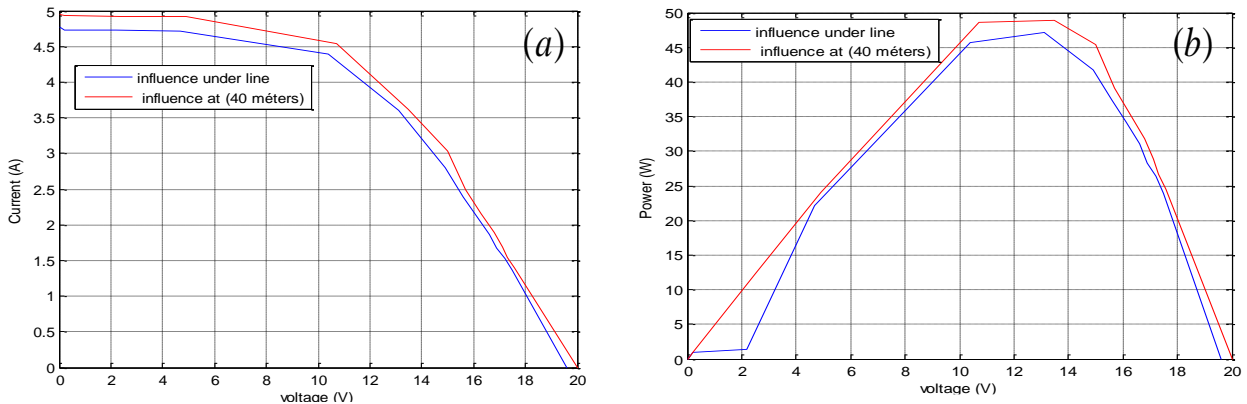 5
4.5
4
3.5
3
2.5
2
1.5
1
0.5
0
Current (A)
influence under line
influence at (40 méters)
(a)
0 2 4 6 8 10 12 14 16 18 20
voltage (V)
50
45
40
35
30
25
20
15
10
5
0
Power (W)
influence under line
influence at (40 méters)
(b)
0 2 4 6 8 10 12 14 16 18 20
voltage (V)